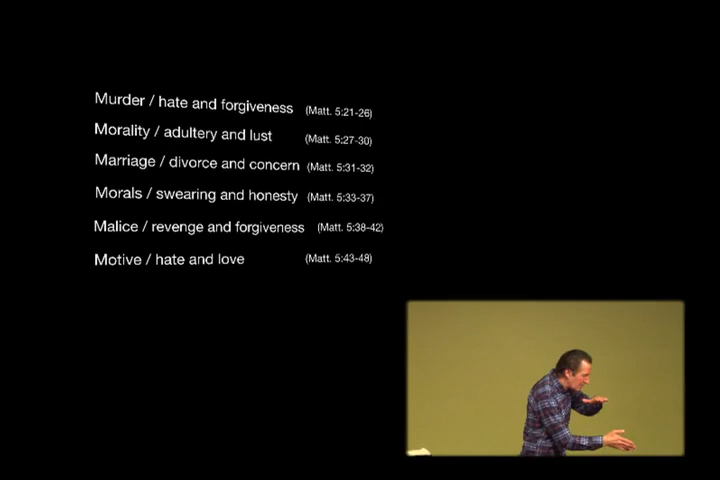 Murder / hate and forgiveness (Matt. 5:21-26)
Morality / adultery and lust (Matt. 5:27-30)
Marriage / divorce and concern (Matt. 5:31-32)
Morals / swearing and honesty (Matt. 5:33-37)
Malice / revenge and forgiveness (Matt. 5:38-42)
Motive / hate and love (Matt. 5:43-48)